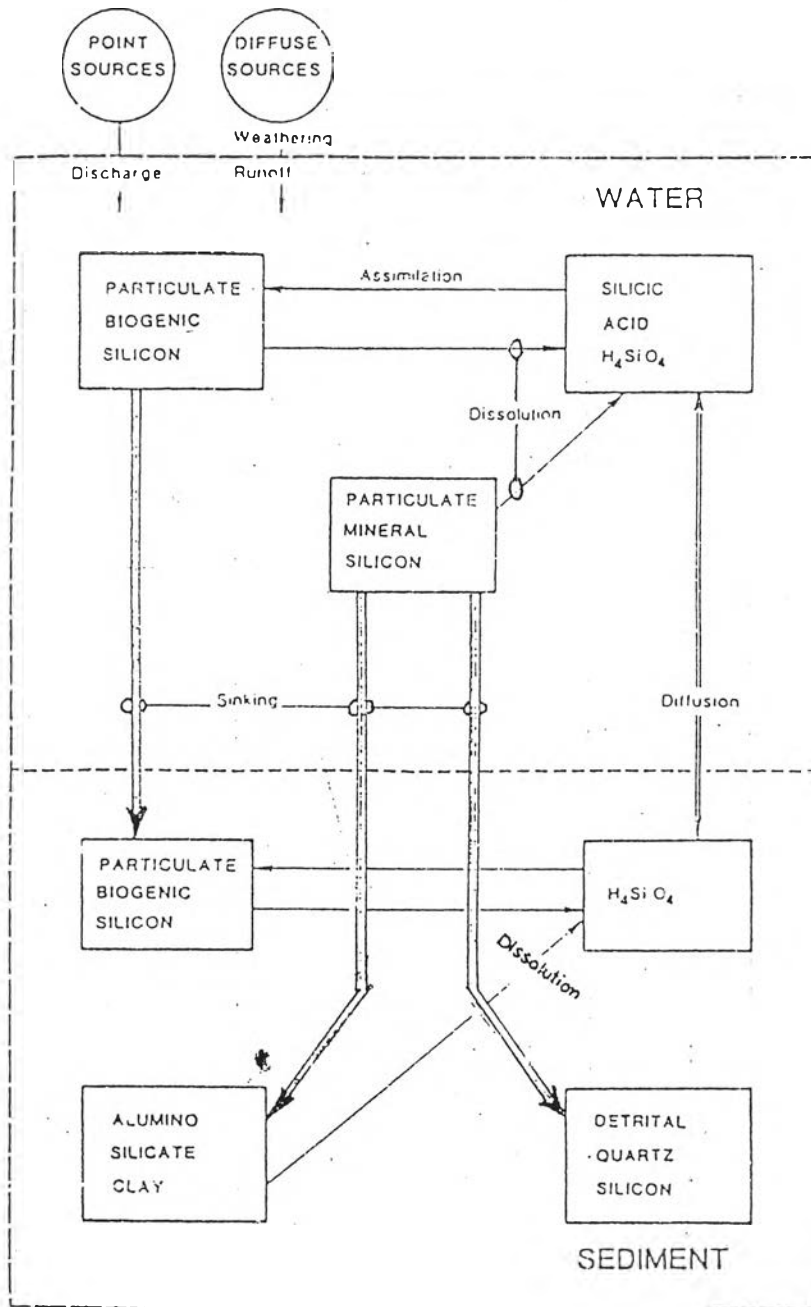 POINT
SOURCES
DIFFUSE
SOURCES
Weathering
Discharge
Runoff
WATER
PARTICULATE
BIOGENIC
SILICON
Assimilation
SILICIC
ACID
H₄SiO₄
Dissolution
PARTICULATE
MINERAL
SILICON
Sinking
Diffusion
PARTICULATE
BIOGENIC
SILICON
H₄SiO₄
Dissolution
ALUMINO
SILICATE
CLAY
DETRITAL
QUARTZ
SILICON
SEDIMENT